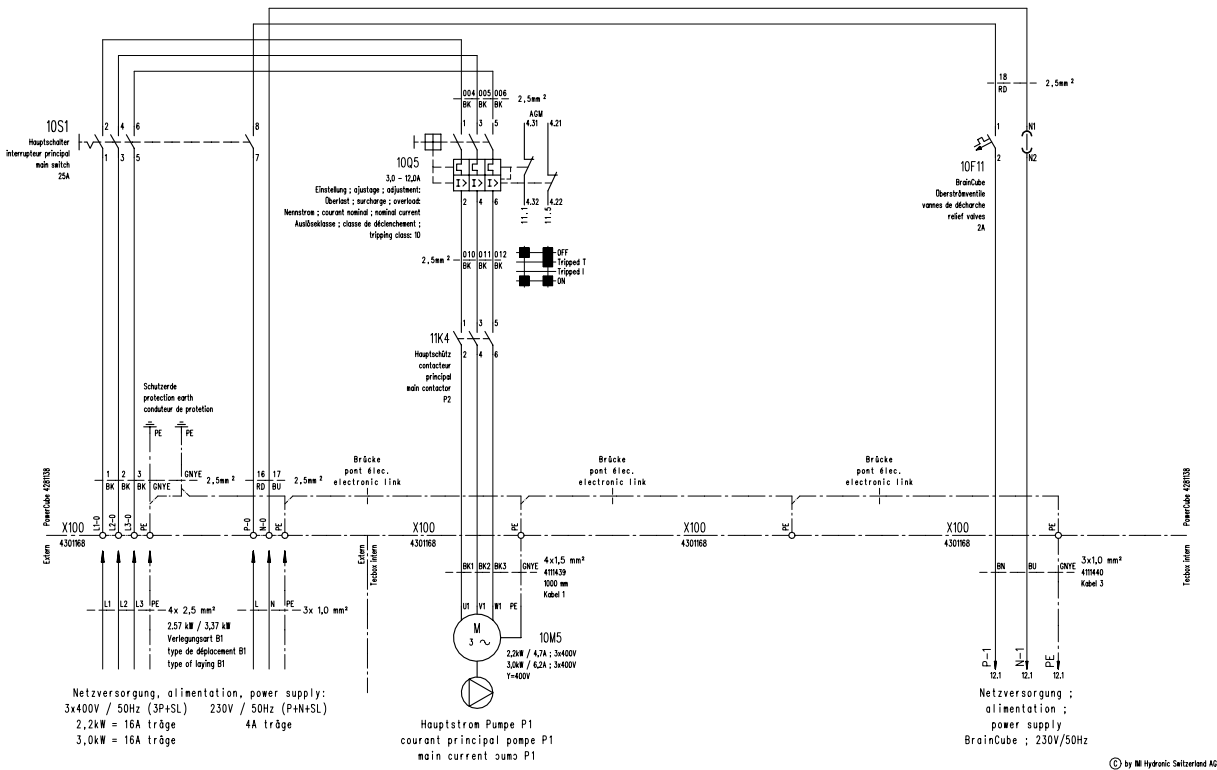 18
RD
2,5mm²
004 005 006
BK BK BK
2,5mm²
10S1
Hauptschalter
interrupteur principal
main switch
25A
2 4 6
1 3 5
8
7
10Q5
3,0 - 12,0A
Einstellung ; ajustage ; adjustment:
Überlast ; surcharge ; overload:
Nennstrom ; courant nominal ; nominal current
Auslöseklasse ; classe de déclenchement ;
tripping class: 10
1 3 5
I> I> I>
2 4 6
AGM
4.31 4.21
4.32 4.22
11.1 11.5
1
2
N1
N2
10F11
BrainCube
Überströmventile
vannes de décharche
relief valves
2A
2,5mm²
010 011 012
BK BK BK
OFF
Tripped T
Tripped I
ON
11K4
Hauptschütz
contacteur
principal
main contactor
P2
1 3 5
2 4 6
Schutzerde
protection earth
conduteur de protetion
PE PE
1 2 3
BK BK BK GNYE
GNYE
2,5mm²
16 17
RD BU
2,5mm²
Brücke
pont élec.
electronic link
Brücke
pont élec.
electronic link
Brücke
pont élec.
electronic link
PowerCube 4281138
PowerCube 4281138
X100
4301168
L1-0 L2-0 L3-0 PE
P-0 N-0 PE
X100
4301168
PE
X100
4301168
PE
X100
4301168
PE
Extern
Extern
Tecbox intern
Tecbox intern
BK1 BK2 BK3 GNYE
4x1,5 mm²
4111439
1000 mm
Kabel 1
BN BU GNYE
3x1,0 mm²
4111440
Kabel 3
L1 L2 L3 PE
4x 2,5 mm²
2.57 kW / 3,37 kW
Verlegungsart B1
type de déplacement B1
type of laying B1
L N PE
3x 1,0 mm²
U1 V1 W1 PE
M
3 ~
10M5
2,2kW / 4,7A ; 3x400V
3,0kW / 6,2A ; 3x400V
Y=400V
P-1 N-1 PE
12.1 12.1 12.1
Netzversorgung, alimentation, power supply:
3x400V / 50Hz (3P+SL) 230V / 50Hz (P+N+SL)
2,2kW = 16A träge 4A träge
3,0kW = 16A träge
Hauptstrom Pumpe P1
courant principal pompe P1
main current pump P1
Netzversorgung ;
alimentation ;
power supply
BrainCube ; 230V/50Hz
© by IMI Hydronic Switzerland AG